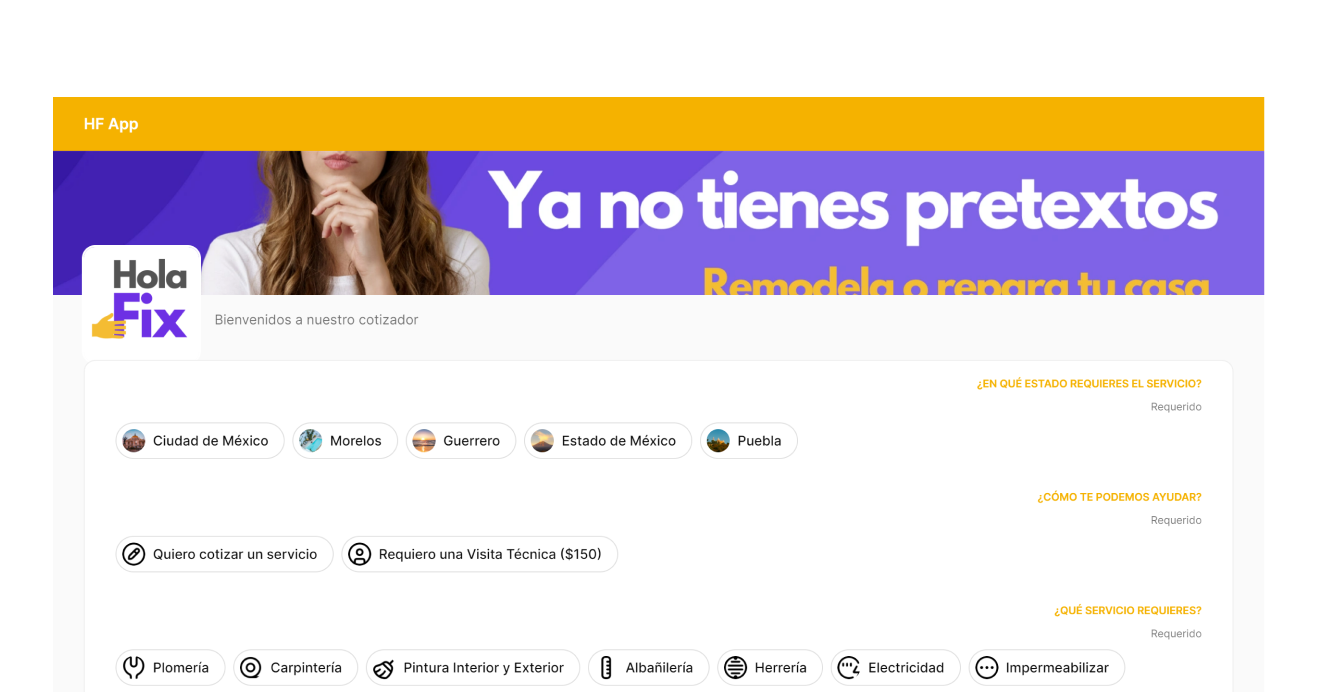 HF App
Ya no tienes pretextos
Remodela o repara tu casa
Hola
Fix
Bienvenidos a nuestro cotizador
¿EN QUÉ ESTADO REQUIERES EL SERVICIO?
Requerido
Ciudad de México Morelos Guerrero Estado de México Puebla
¿CÓMO TE PODEMOS AYUDAR?
Requerido
Quiero cotizar un servicio Requiero una Visita Técnica ($150)
¿QUÉ SERVICIO REQUIERES?
Requerido
Plomería Carpintería Pintura Interior y Exterior Albañilería Herrería Electricidad Impermeabilizar